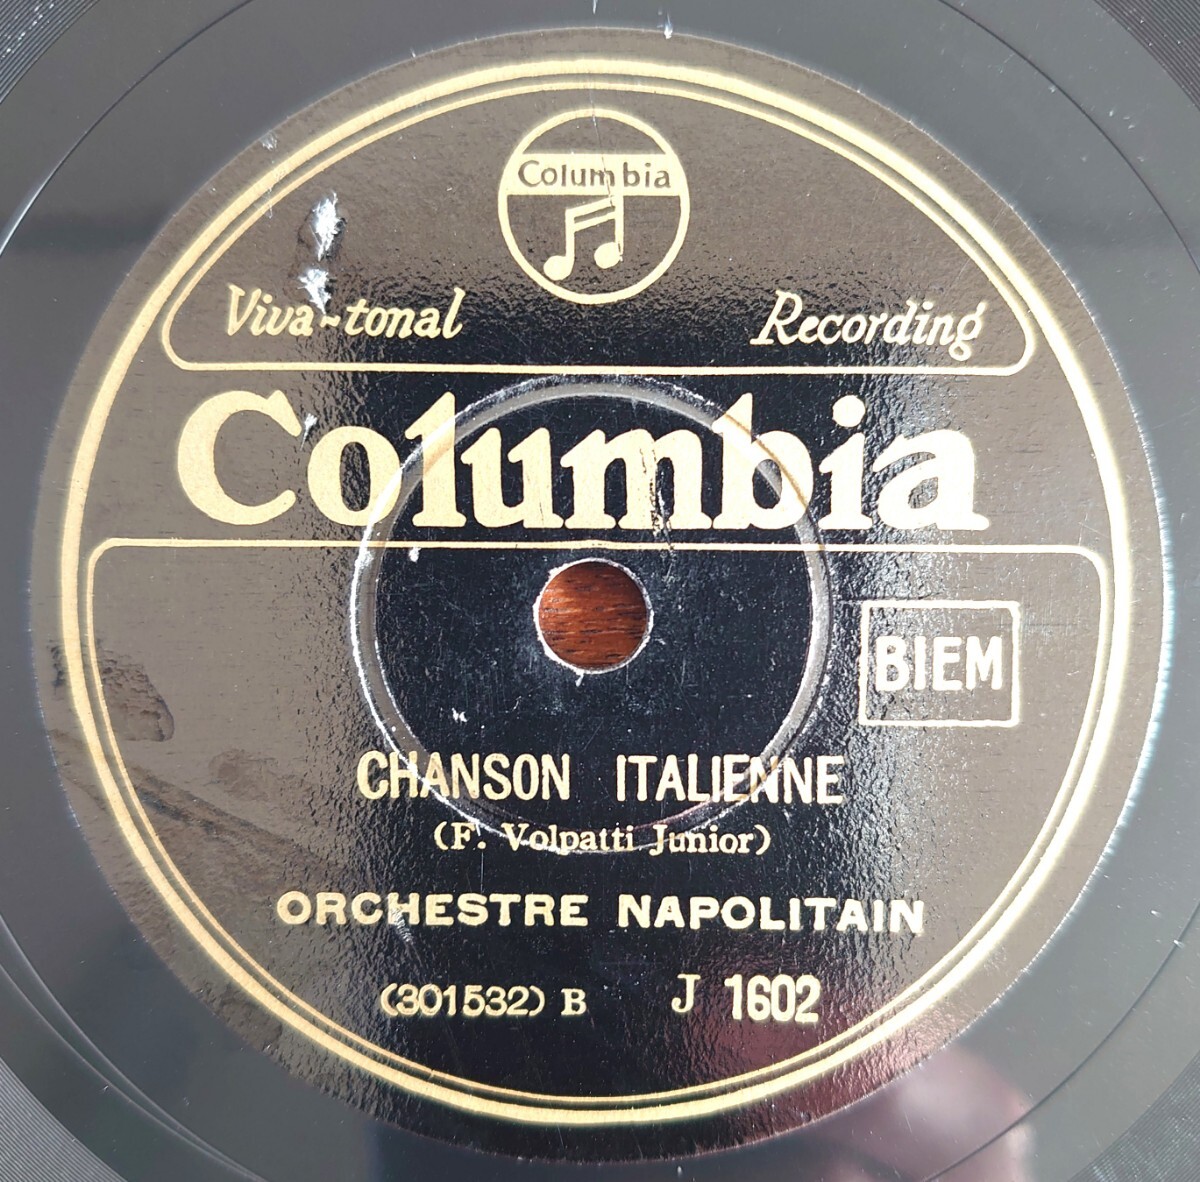 Columbia
Viva-tonal Recording
Columbia
BIEM
CHANSON ITALIENNE
(F. Volpatti Junior)
ORCHESTRE NAPOLITAIN
(301532) B J 1602